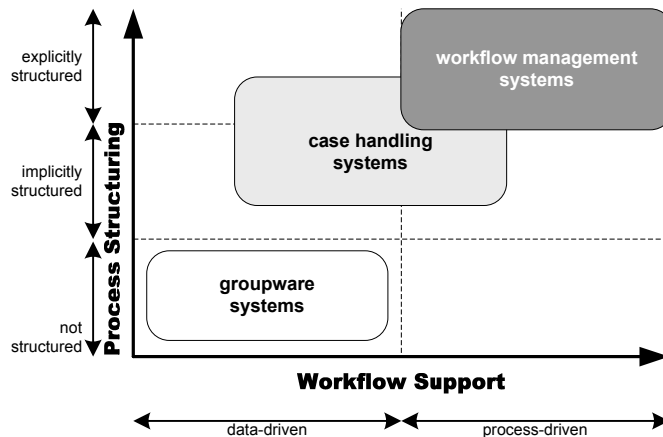 explicitly
structured
implicitly
structured
not
structured
Process Structuring
workflow management
systems
case handling
systems
groupware
systems
Workflow Support
data-driven
process-driven